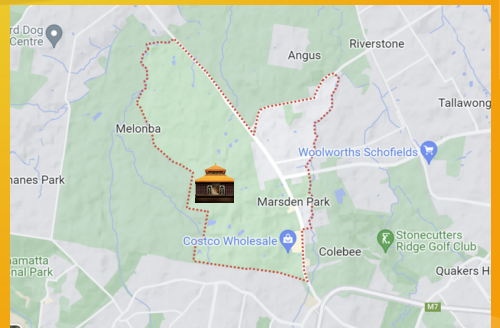 rd Dog
Centre
Angus
Riverstone
Tallawong
Melonba
Woolworths Schofields
hanes Park
Marsden Park
Costco Wholesale
Colebee
Stonecutters
Ridge Golf Club
amatta
nal Park
Quakers H
M7